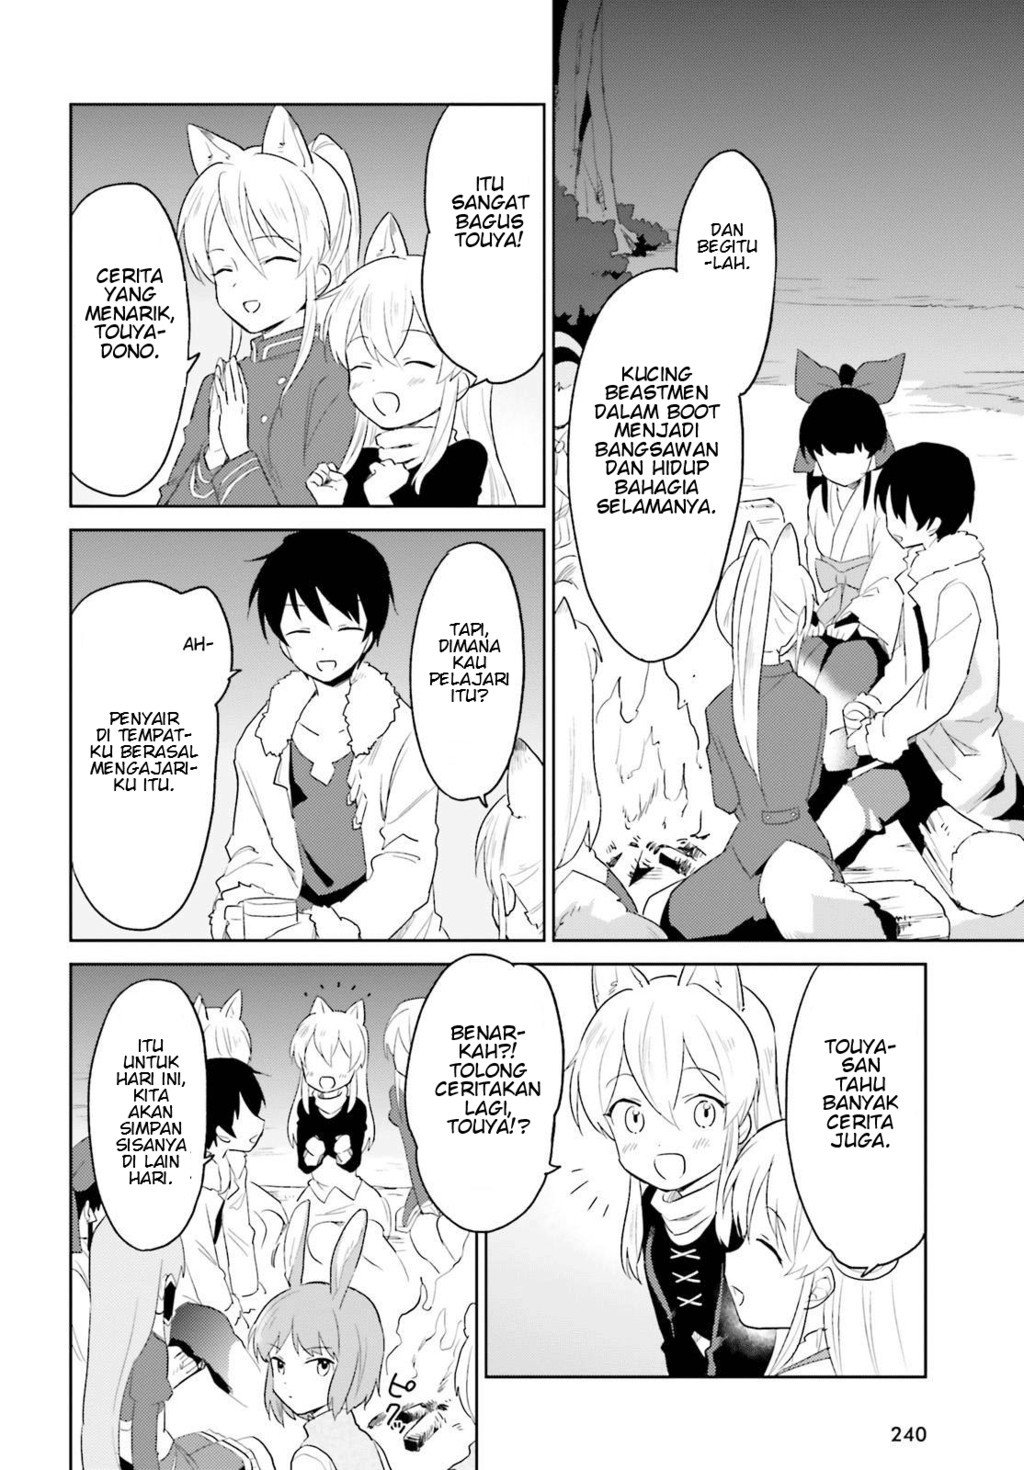 DAN
BEGITU
-LAH.
KUCING
BEASTMEN
DALAM BOOT
MENJADI
BANGSAWAN
DAN HIDUP
BAHAGIA
SELAMANYA.
ITU
SANGAT
BAGUS
TOUYA!
CERITA
YANG
MENARIK,
TOUYA-
DONO.
TAPI,
DIMANA
KAU
PELAJARI
ITU?
AH-
PENYAIR
DI TEMPAT-
KU BERASAL
MENGAJARI-
KU ITU.
TOUYA-
SAN
TAHU
BANYAK
CERITA
JUGA.
BENAR-
KAH?!
TOLONG
CERITAKAN
LAGI,
TOUYA!?
ITU
UNTUK
HARI INI,
KITA
AKAN
SIMPAN
SISANYA
DI LAIN
HARI.
ピクッ
240